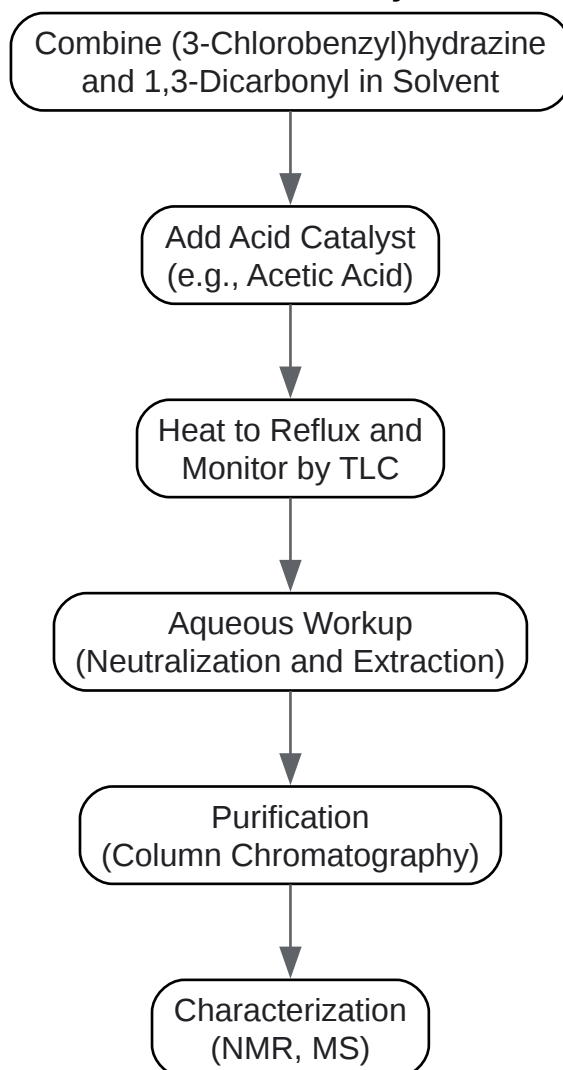 Combine (3-Chlorobenzyl)hydrazine
and 1,3-Dicarbonyl in Solvent
Add Acid Catalyst
(e.g., Acetic Acid)
Heat to Reflux and
Monitor by TLC
Aqueous Workup
(Neutralization and Extraction)
Purification
(Column Chromatography)
Characterization
(NMR, MS)